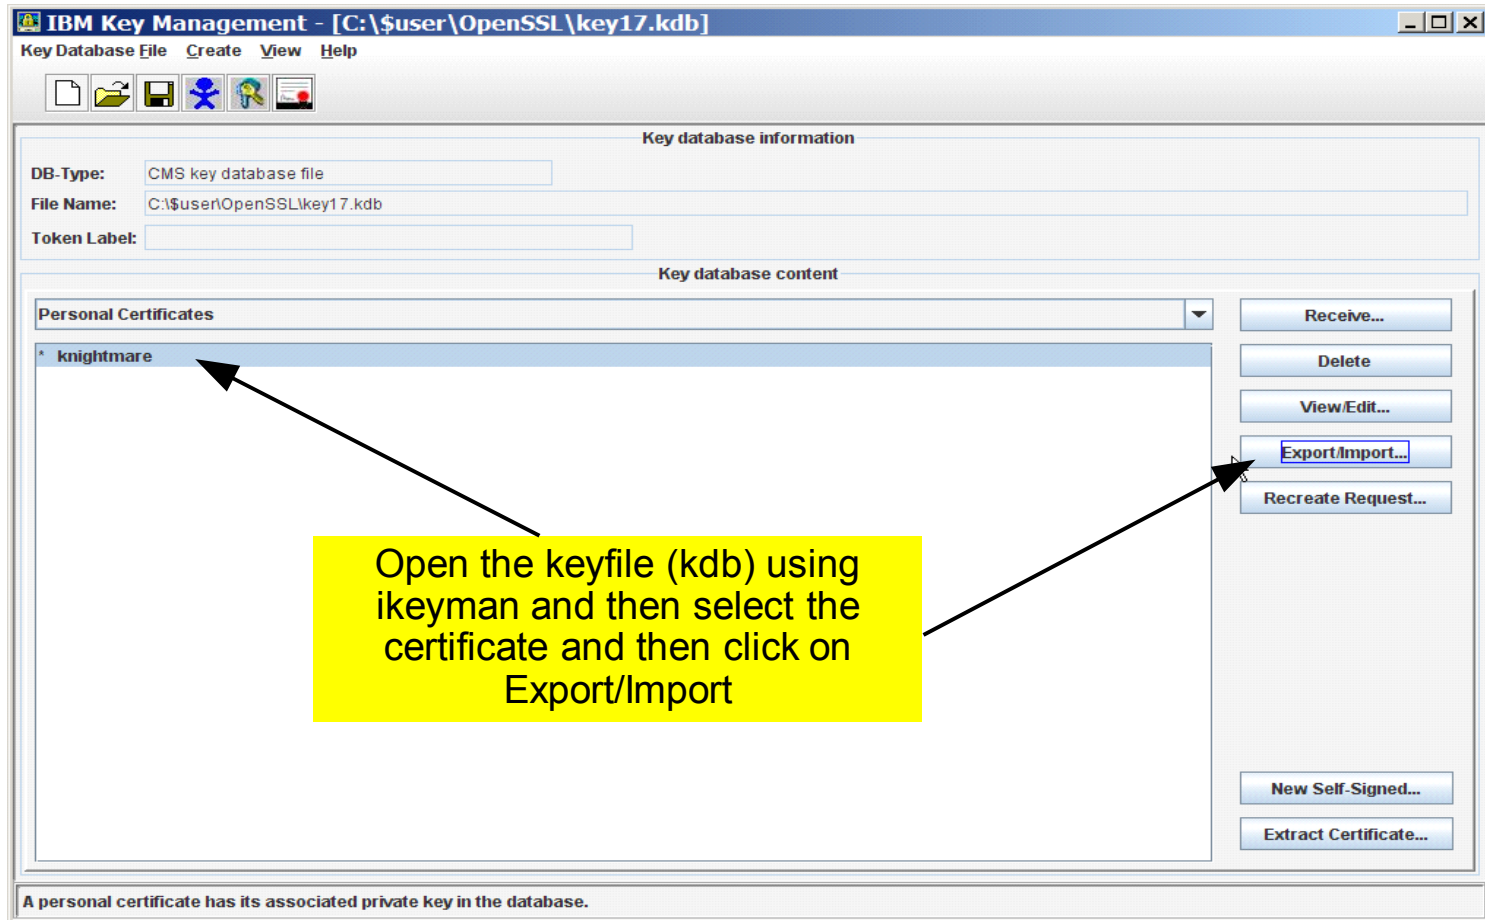 IBM Key Management - [C:\$user\OpenSSL\key17.kdb]
Key Database File Create View Help
Key database information
DB-Type: CMS key database file
File Name: C:\$user\OpenSSL\key17.kdb
Token Label:
Key database content
Personal Certificates
Receive...
* knightmare
Delete
View/Edit...
Export/Import...
Recreate Request...
Open the keyfile (kdb) using
ikeyman and then select the
certificate and then click on
Export/Import
New Self-Signed...
Extract Certificate...
A personal certificate has its associated private key in the database.